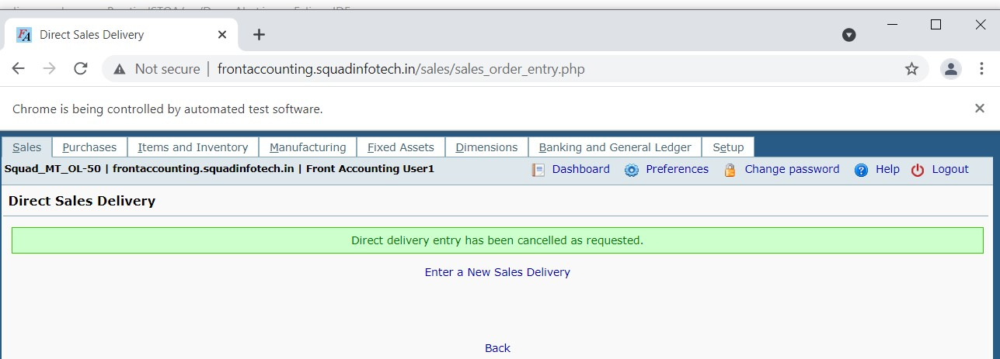 Direct Sales Delivery
Not secure | frontaccounting.squadinfotech.in/sales/sales_order_entry.php
Chrome is being controlled by automated test software.
Sales Purchases Items and Inventory Manufacturing Fixed Assets Dimensions Banking and General Ledger Setup
Squad_MT_OL-50 | frontaccounting.squadinfotech.in | Front Accounting User1 Dashboard Preferences Change password Help Logout
Direct Sales Delivery
Direct delivery entry has been cancelled as requested.
Enter a New Sales Delivery
Back